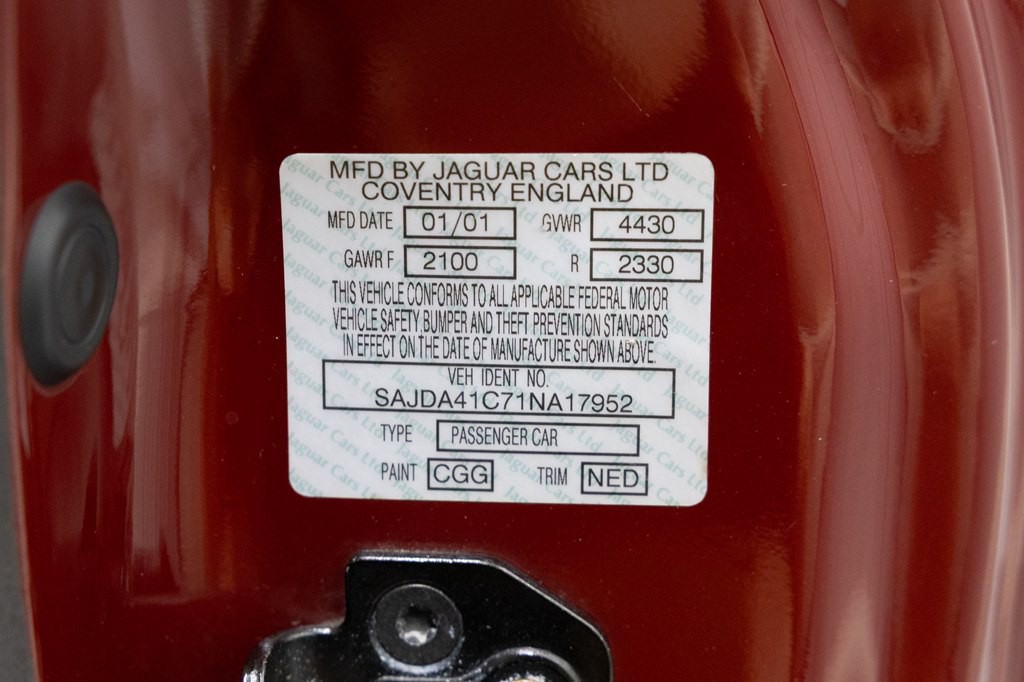 MFD BY JAGUAR CARS LTD
COVENTRY ENGLAND
MFD DATE 01/01 GVWR 4430
GAWR F 2100 R 2330
THIS VEHICLE CONFORMS TO ALL APPLICABLE FEDERAL MOTOR
VEHICLE SAFETY, BUMPER AND THEFT PREVENTION STANDARDS
IN EFFECT ON THE DATE OF MANUFACTURE SHOWN ABOVE.
VEH IDENT NO.
SAJDA41C71NA17952
TYPE PASSENGER CAR
PAINT CGG TRIM NED